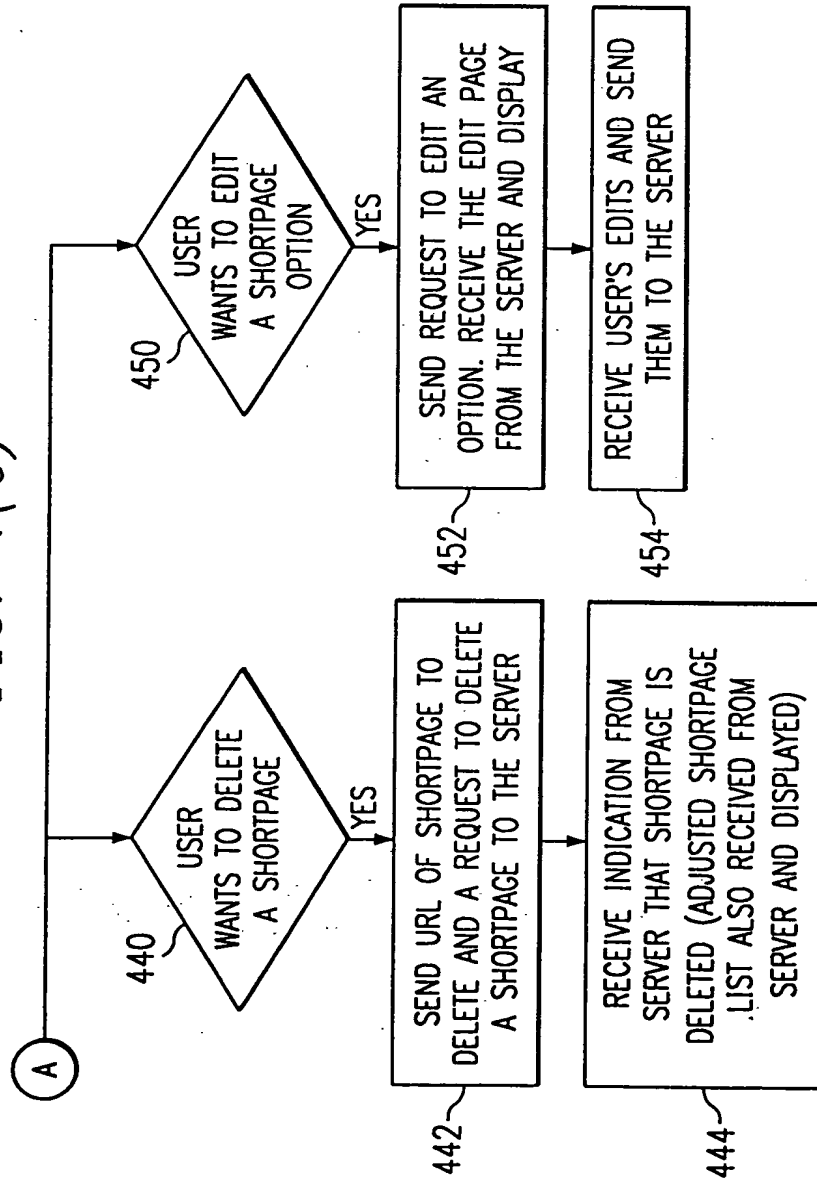 A
440
USER
WANTS TO DELETE
A SHORTPAGE
YES
442
SEND URL OF SHORTPAGE TO
DELETE AND A REQUEST TO DELETE
A SHORTPAGE TO THE SERVER
444
RECEIVE INDICATION FROM
SERVER THAT SHORTPAGE IS
DELETED (ADJUSTED SHORTPAGE
LIST ALSO RECEIVED FROM
SERVER AND DISPLAYED)
450
USER
WANTS TO EDIT
A SHORTPAGE
OPTION
YES
452
SEND REQUEST TO EDIT AN
OPTION. RECEIVE THE EDIT PAGE
FROM THE SERVER AND DISPLAY
454
RECEIVE USER'S EDITS AND SEND
THEM TO THE SERVER